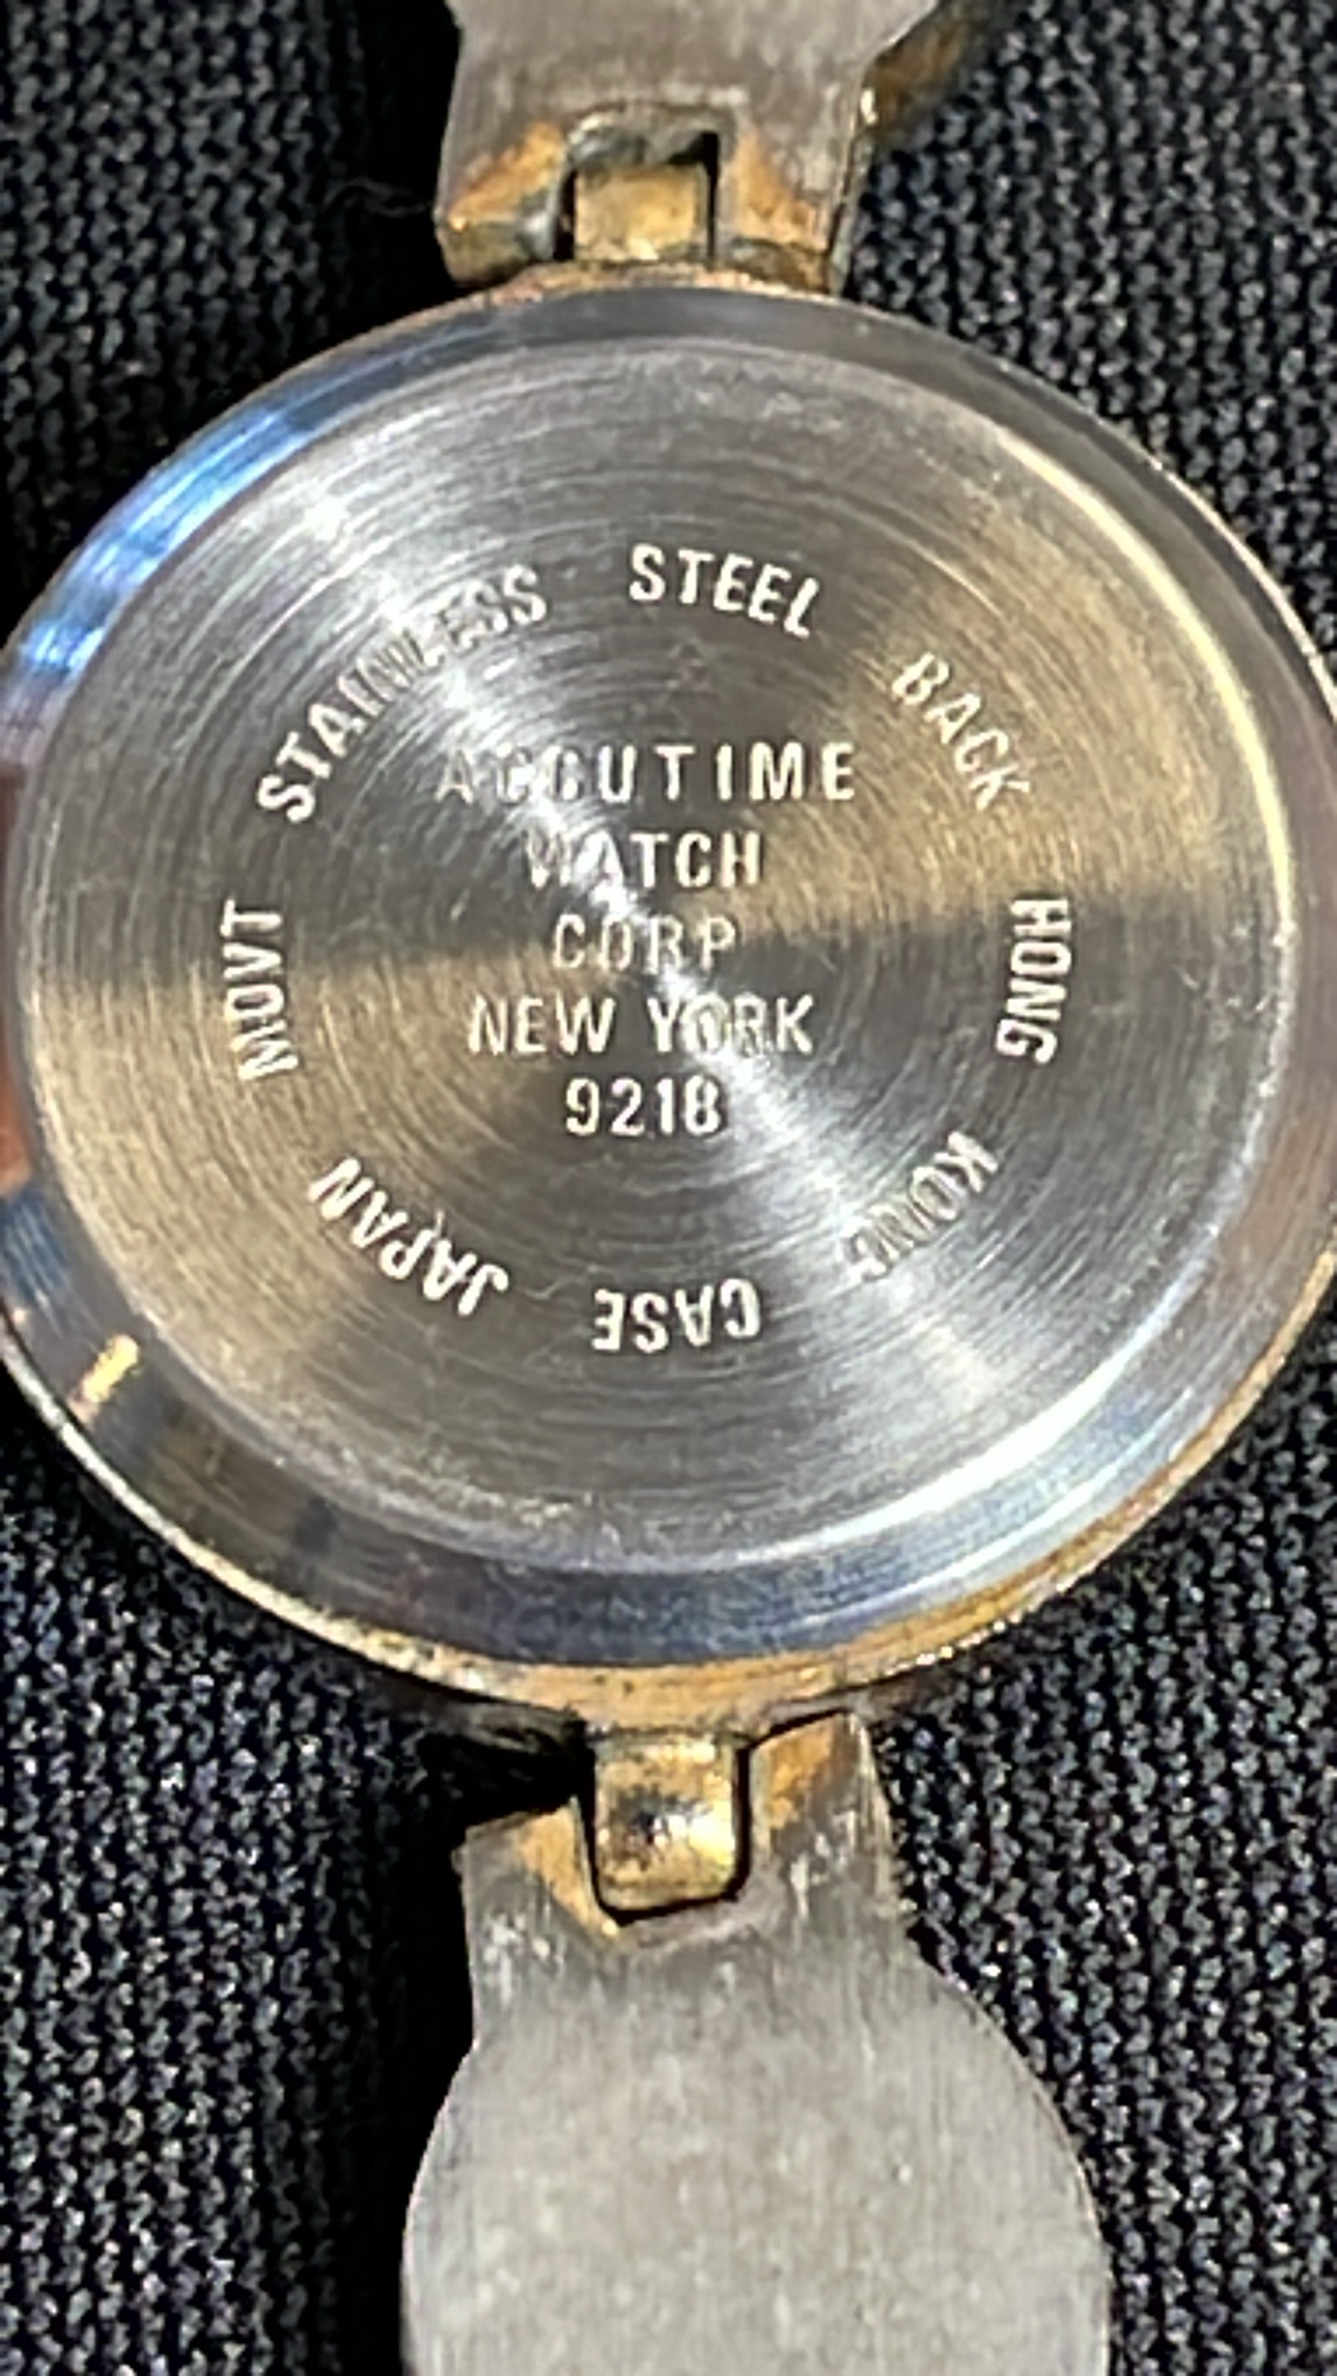 STAINLESS STEEL BACK HONG KONG CASE JAPAN MOVT
ACCUTIME
WATCH
CORP
NEW YORK
9218